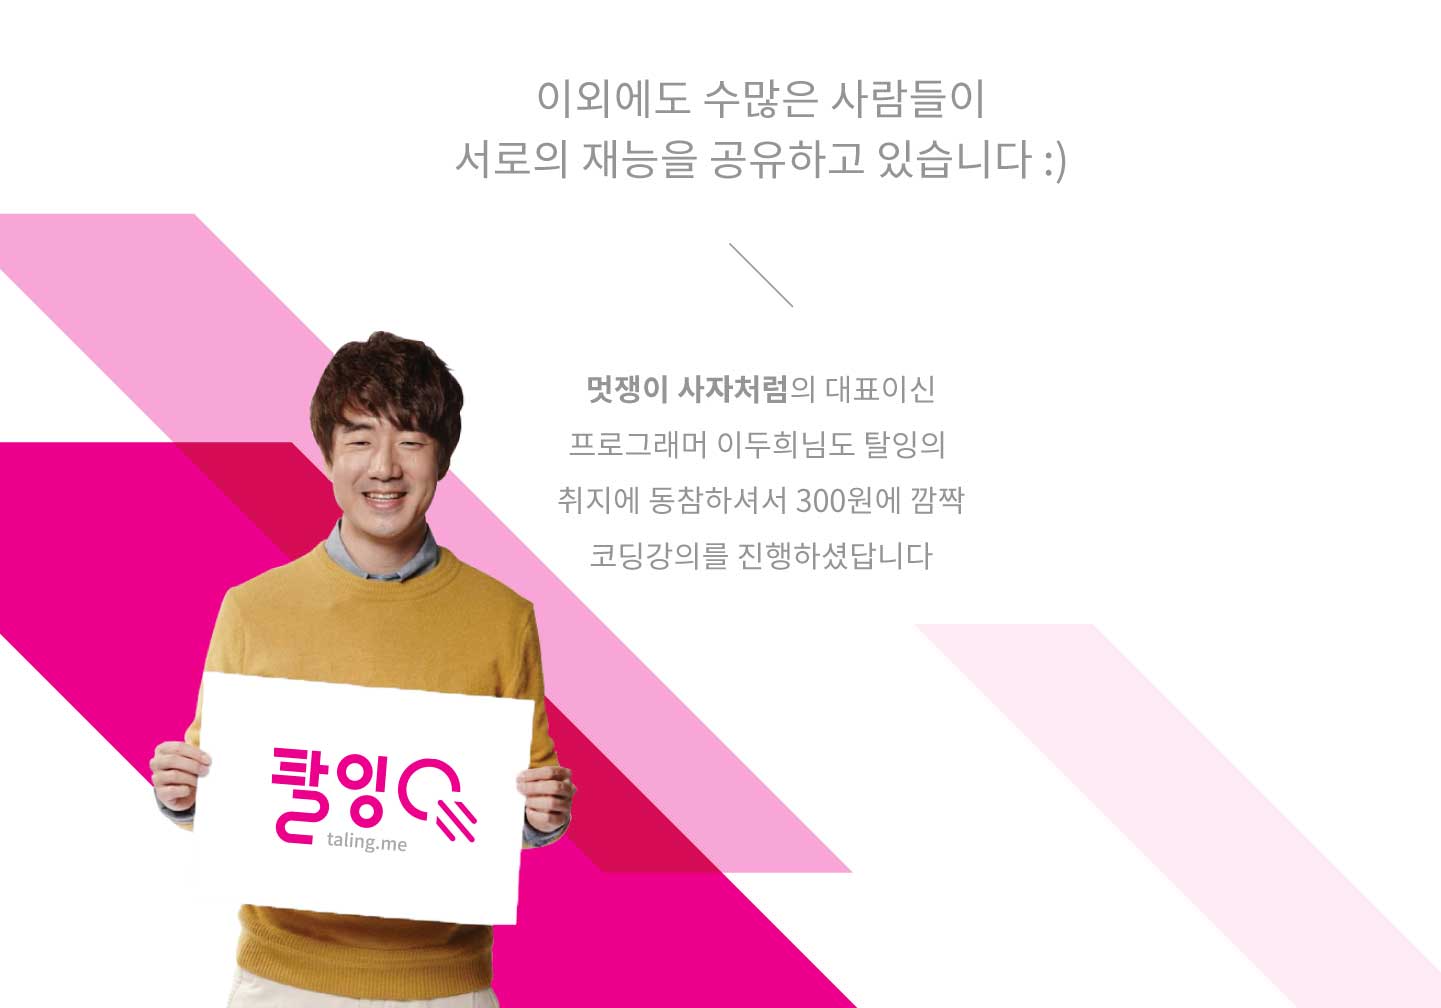 이외에도 수많은 사람들이
서로의 재능을 공유하고 있습니다 :)
멋쟁이 사자처럼의 대표이신
프로그래머 이두희님도 탈잉의
취지에 동참하셔서 300원에 깜짝
코딩강의를 진행하셨답니다
탈잉
taling.me